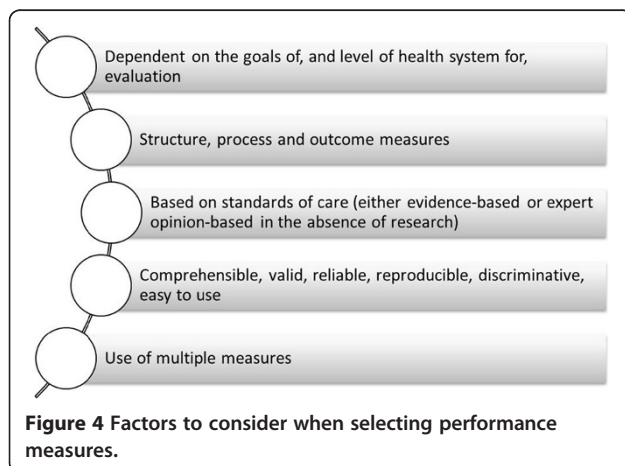 Dependent on the goals of, and level of health system for,
evaluation
Structure, process and outcome measures
Based on standards of care (either evidence-based or expert
opinion-based in the absence of research)
Comprehensible, valid, reliable, reproducible, discriminative,
easy to use
Use of multiple measures
Figure 4 Factors to consider when selecting performance
measures.